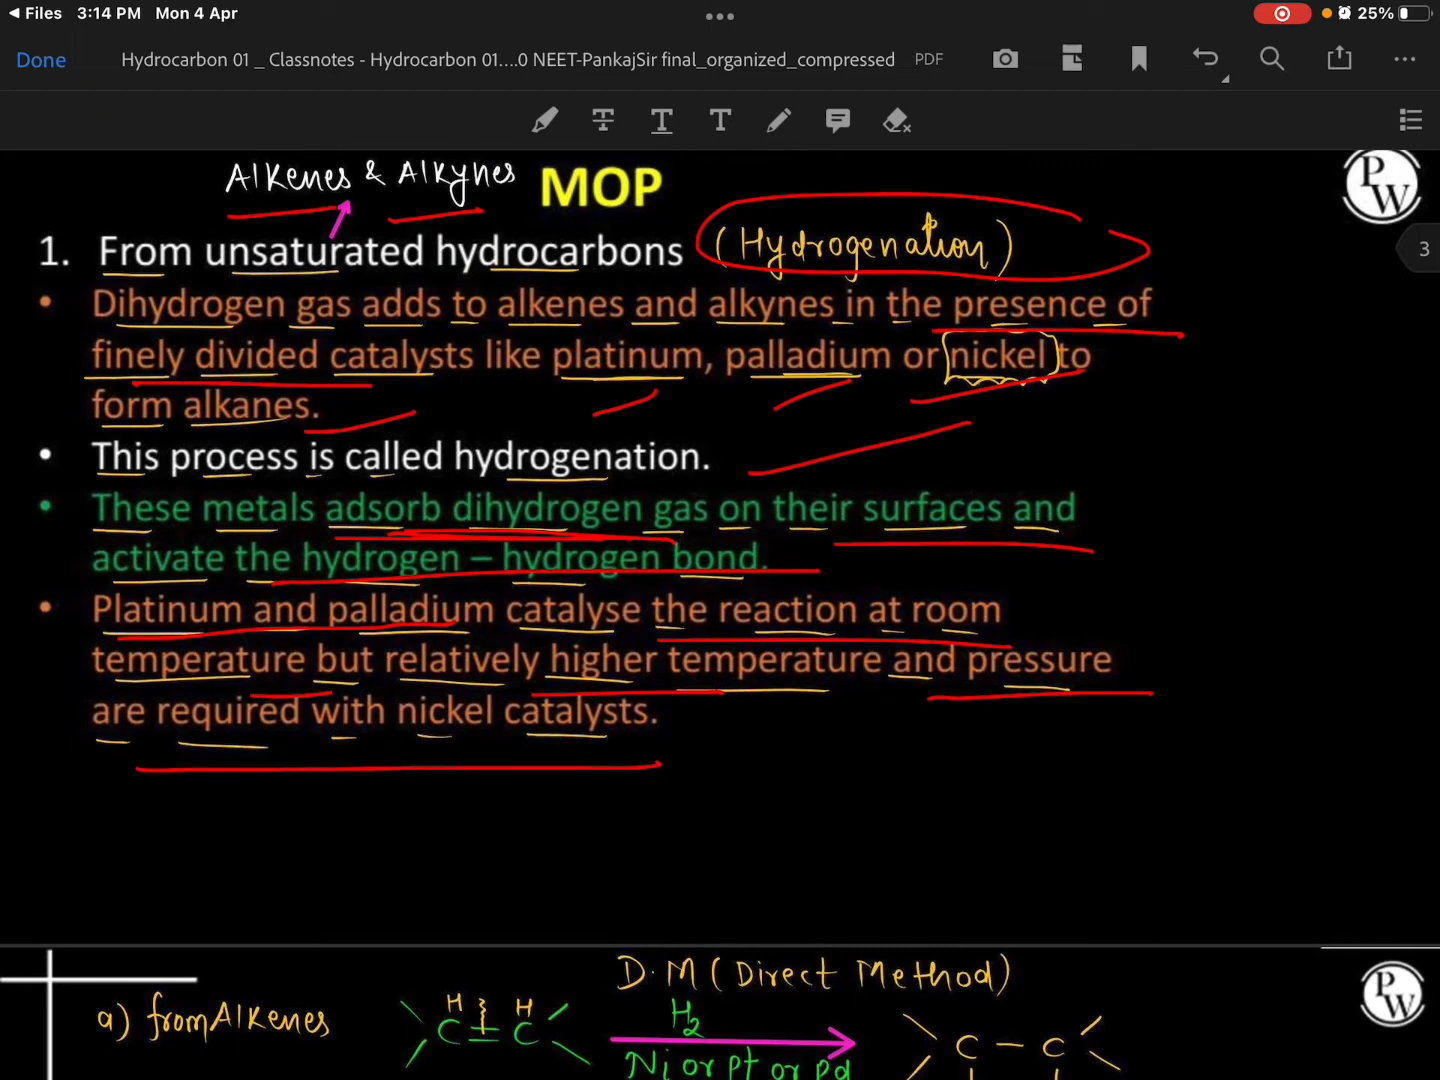 ◀ Files 3:14 PM Mon 4 Apr
25%
Done Hydrocarbon 01 _ Classnotes - Hydrocarbon 01....0 NEET-PankajSir final_organized_compressed PDF
T T T
Alkenes & Alkynes MOP
PW
1. From unsaturated hydrocarbons (Hydrogenation)
3
• Dihydrogen gas adds to alkenes and alkynes in the presence of
finely divided catalysts like platinum, palladium or nickel to
form alkanes.
• This process is called hydrogenation.
• These metals adsorb dihydrogen gas on their surfaces and
activate the hydrogen – hydrogen bond.
• Platinum and palladium catalyse the reaction at room
temperature but relatively higher temperature and pressure
are required with nickel catalysts.
D.M (Direct Method)
PW
a) from Alkenes
H H
C = C
H2
Ni or Pt or Pd
C – C